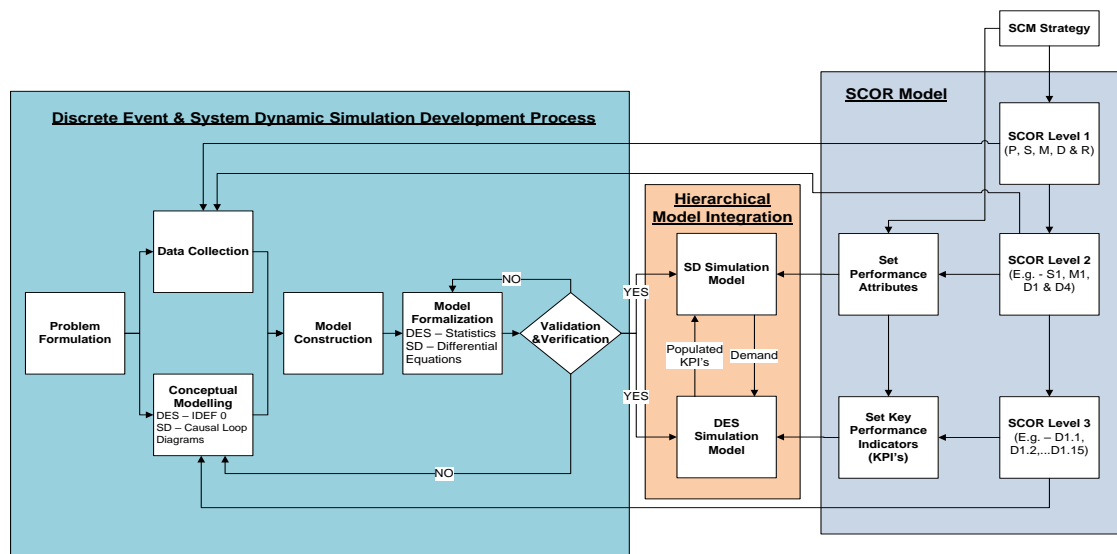 SCM Strategy
Discrete Event & System Dynamic Simulation Development Process
Problem
Formulation
Data Collection
Conceptual
Modelling
DES – IDEF 0
SD – Causal Loop
Diagrams
Model
Construction
Model
Formalization
DES – Statistics
SD – Differential
Equations
NO
Validation
&Verification
NO
YES
YES
Hierarchical
Model Integration
SD Simulation
Model
Populated
KPI's
Demand
DES
Simulation
Model
SCOR Model
SCOR Level 1
(P, S, M, D & R)
Set
Performance
Attributes
SCOR Level 2
(E.g. - S1, M1,
D1 & D4)
Set Key
Performance
Indicators
(KPI's)
SCOR Level 3
(E.g. – D1.1,
D1.2,...D1.15)